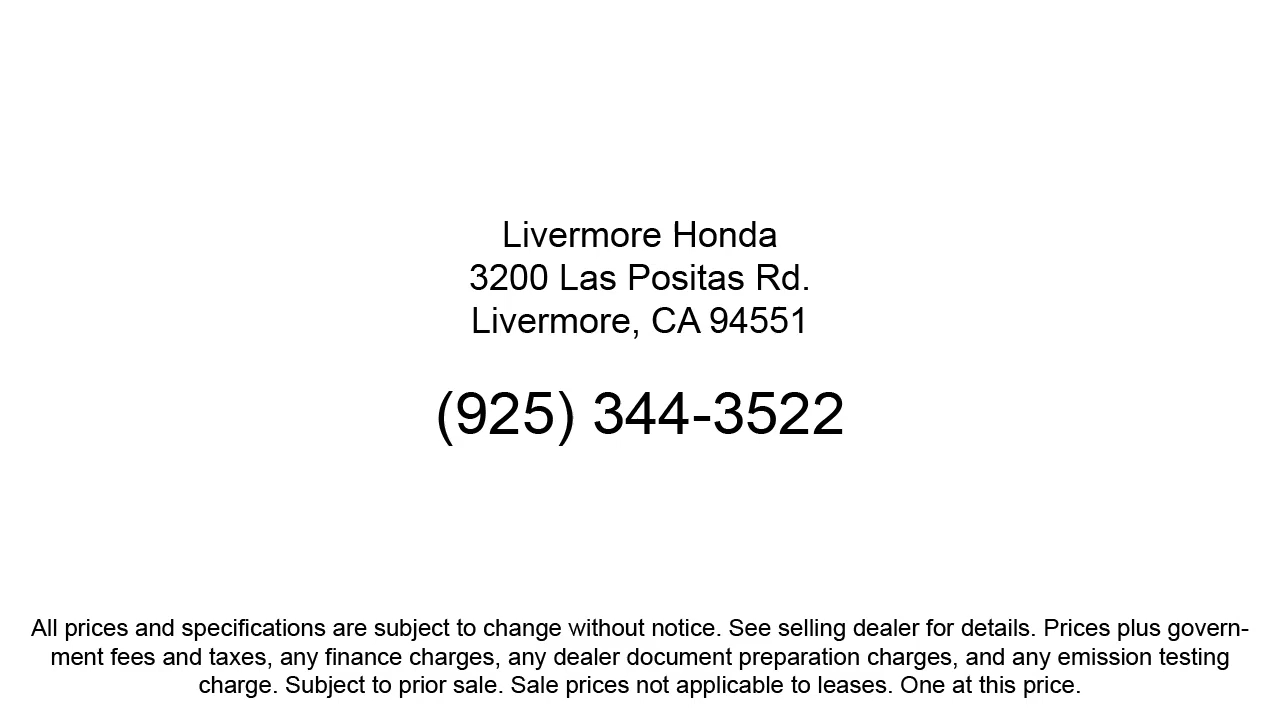 Livermore Honda
3200 Las Positas Rd.
Livermore, CA 94551
(925) 344-3522
All prices and specifications are subject to change without notice. See selling dealer for details. Prices plus govern-
ment fees and taxes, any finance charges, any dealer document preparation charges, and any emission testing
charge. Subject to prior sale. Sale prices not applicable to leases. One at this price.